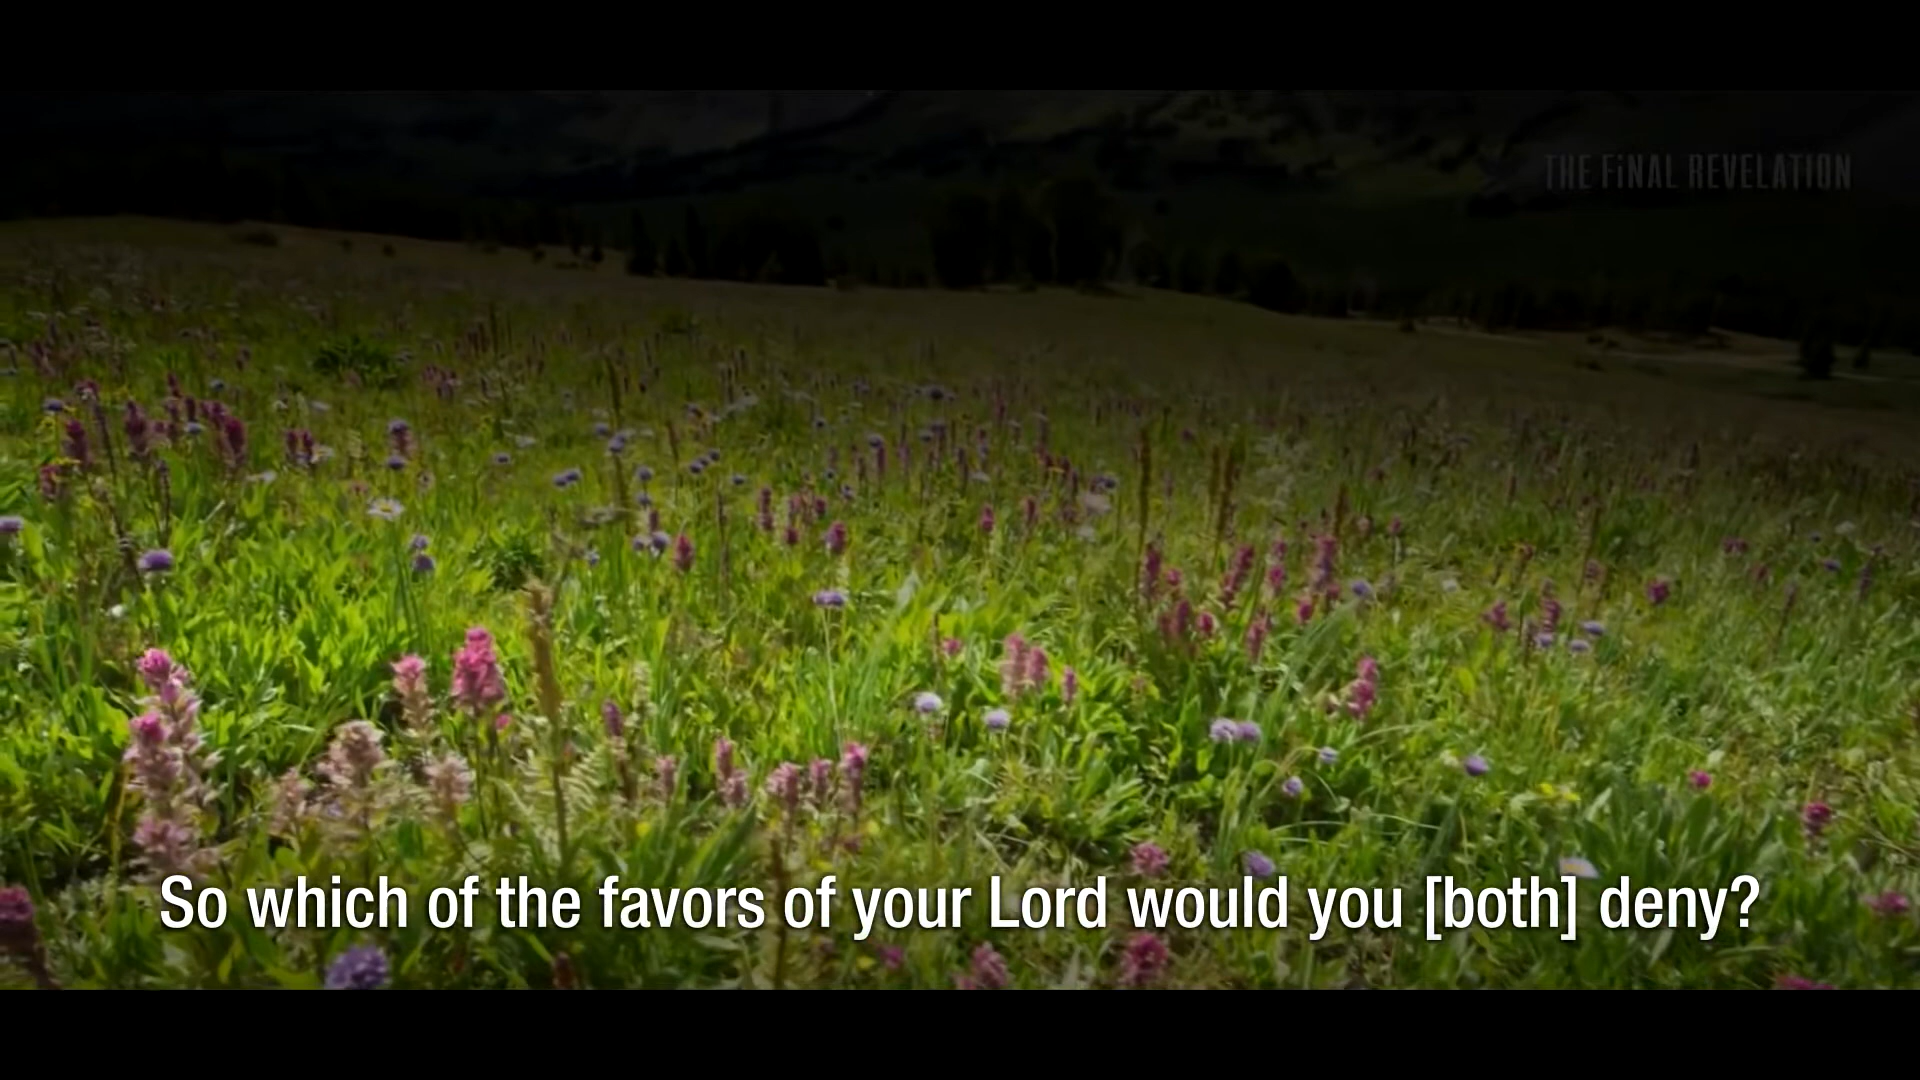 THE FiNAL REVELATION
So which of the favors of your Lord would you [both] deny?